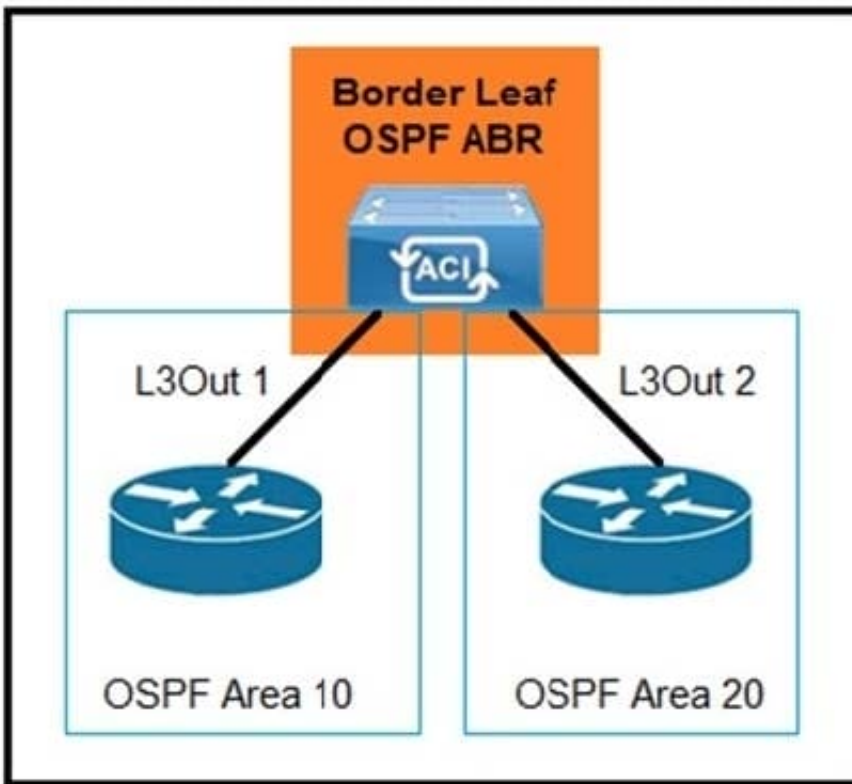 Border Leaf
OSPF ABR
ACI
L3Out 1
L3Out 2
OSPF Area 10
OSPF Area 20